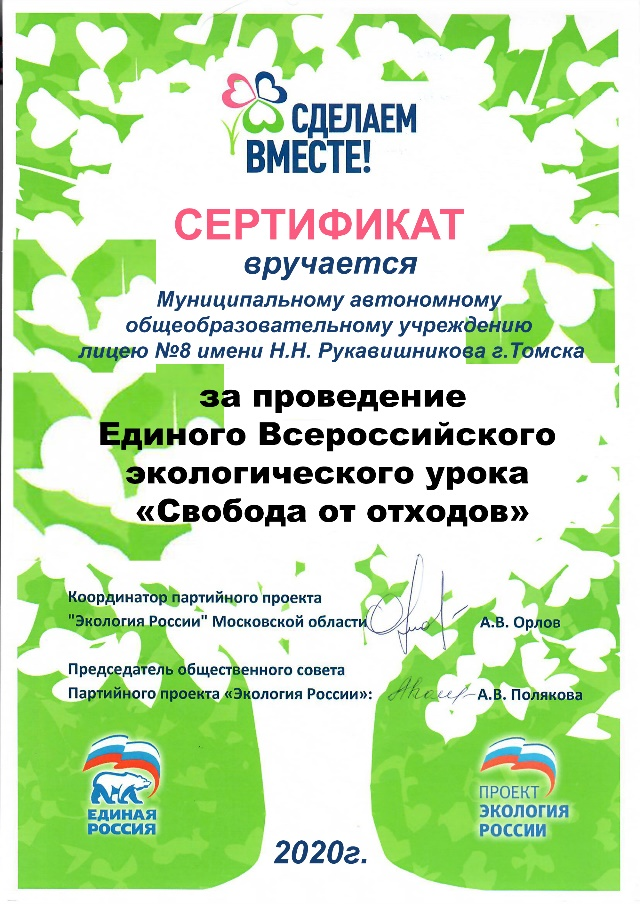 СДЕЛАЕМ
ВМЕСТЕ!
СЕРТИФИКАТ
вручается
Муниципальному автономному
общеобразовательному учреждению
лицею №8 имени Н.Н. Рукавишникова г.Томска
за проведение
Единого Всероссийского
экологического урока
«Свобода от отходов»
Координатор партийного проекта
"Экология России" Московской области А.В. Орлов
Председатель общественного совета
Партийного проекта «Экология России»: А.В. Полякова
ЕДИНАЯ
РОССИЯ
ПРОЕКТ
ЭКОЛОГИЯ
РОССИИ
2020г.